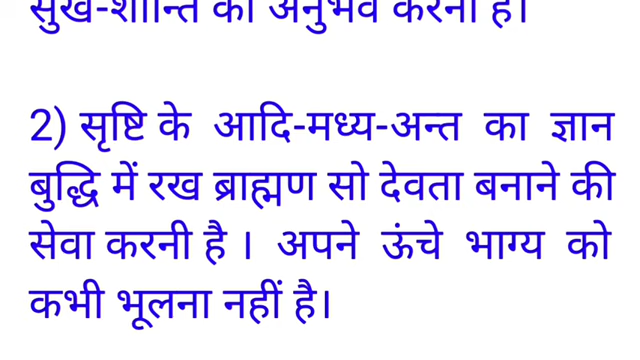 सुख-शान्ति का अनुभव करना है।
2) सृष्टि के आदि-मध्य-अन्त का ज्ञान
बुद्धि में रख ब्राह्मण सो देवता बनाने की
सेवा करनी है । अपने ऊंचे भाग्य को
कभी भूलना नहीं है।